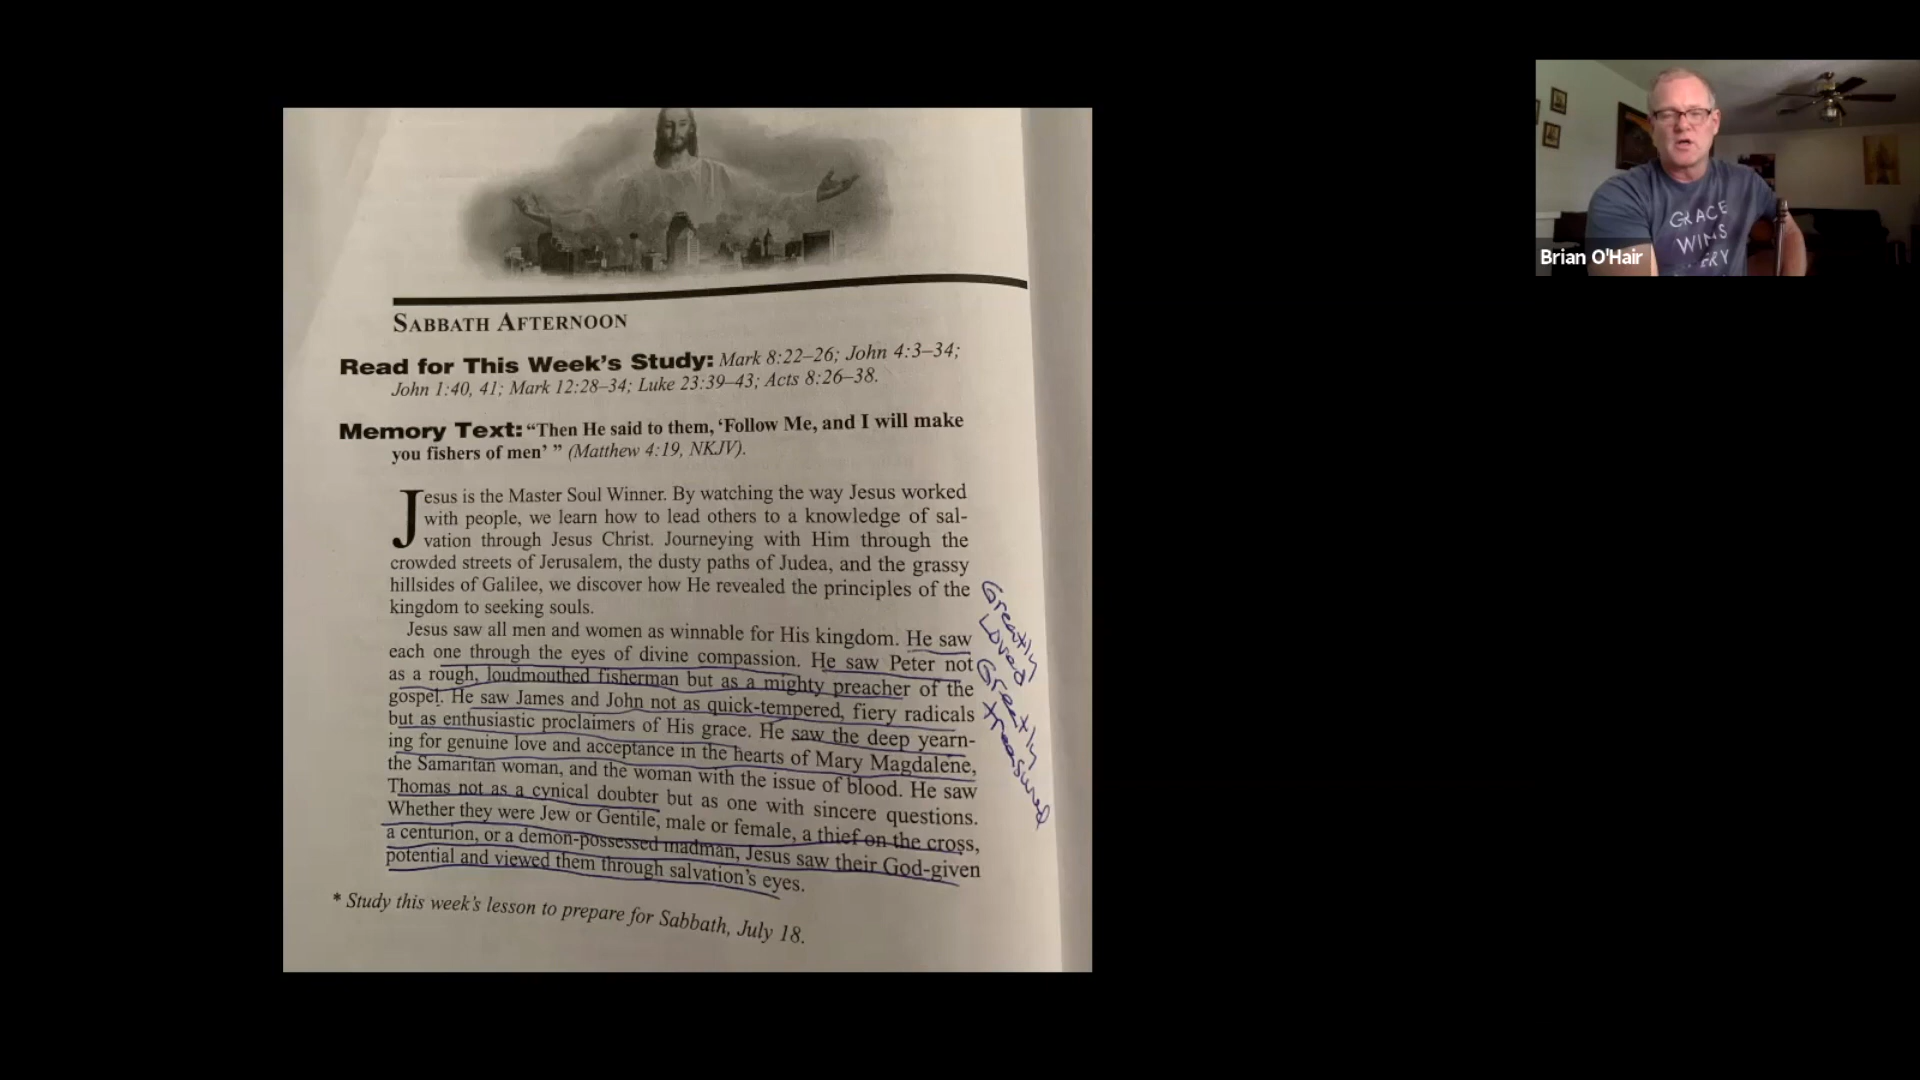 SABBATH AFTERNOON
Read for This Week's Study: Mark 8:22–26; John 4:3–34;
John 1:40, 41; Mark 12:28–34; Luke 23:39–43; Acts 8:26–38.
Memory Text: “Then He said to them, ‘Follow Me, and I will make
you fishers of men’ ” (Matthew 4:19, NKJV).
Jesus is the Master Soul Winner. By watching the way Jesus worked
with people, we learn how to lead others to a knowledge of sal-
vation through Jesus Christ. Journeying with Him through the
crowded streets of Jerusalem, the dusty paths of Judea, and the grassy
hillsides of Galilee, we discover how He revealed the principles of the
kingdom to seeking souls.
Jesus saw all men and women as winnable for His kingdom. He saw
each one through the eyes of divine compassion. He saw Peter not
as a rough, loudmouthed fisherman but as a mighty preacher of the
gospel. He saw James and John not as quick-tempered, fiery radicals
but as enthusiastic proclaimers of His grace. He saw the deep yearn-
ing for genuine love and acceptance in the hearts of Mary Magdalene,
the Samaritan woman, and the woman with the issue of blood. He saw
Thomas not as a cynical doubter but as one with sincere questions.
Whether they were Jew or Gentile, male or female, a thief on the cross,
a centurion, or a demon-possessed madman, Jesus saw their God-given
potential and viewed them through salvation's eyes.
* Study this week's lesson to prepare for Sabbath, July 18.
Greatly
Loved
Greatly
treasured
GRACE
WINS
Brian O'Hair